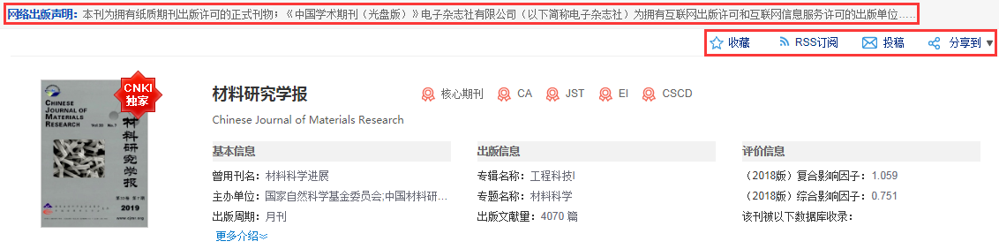 网络出版声明：本刊为拥有纸质期刊出版许可的正式刊物；《中国学术期刊（光盘版）》电子杂志社有限公司（以下简称电子杂志社）为拥有互联网出版许可和互联网信息服务许可的出版单位......
收藏 RSS订阅 投稿 分享到
CNKI
独家
CHINESE
JOURNAL OF
MATERIALS
RESEARCH
材料研究学报
2019
材料研究学报 核心期刊 CA JST EI CSCD
Chinese Journal of Materials Research
基本信息 出版信息 评价信息
曾用刊名：材料科学进展 专辑名称：工程科技I （2018版）复合影响因子：1.059
主办单位：国家自然科学基金委员会;中国材料研... 专题名称：材料科学 （2018版）综合影响因子：0.751
出版周期：月刊 出版文献量：4070 篇 该刊被以下数据库收录：
更多介绍